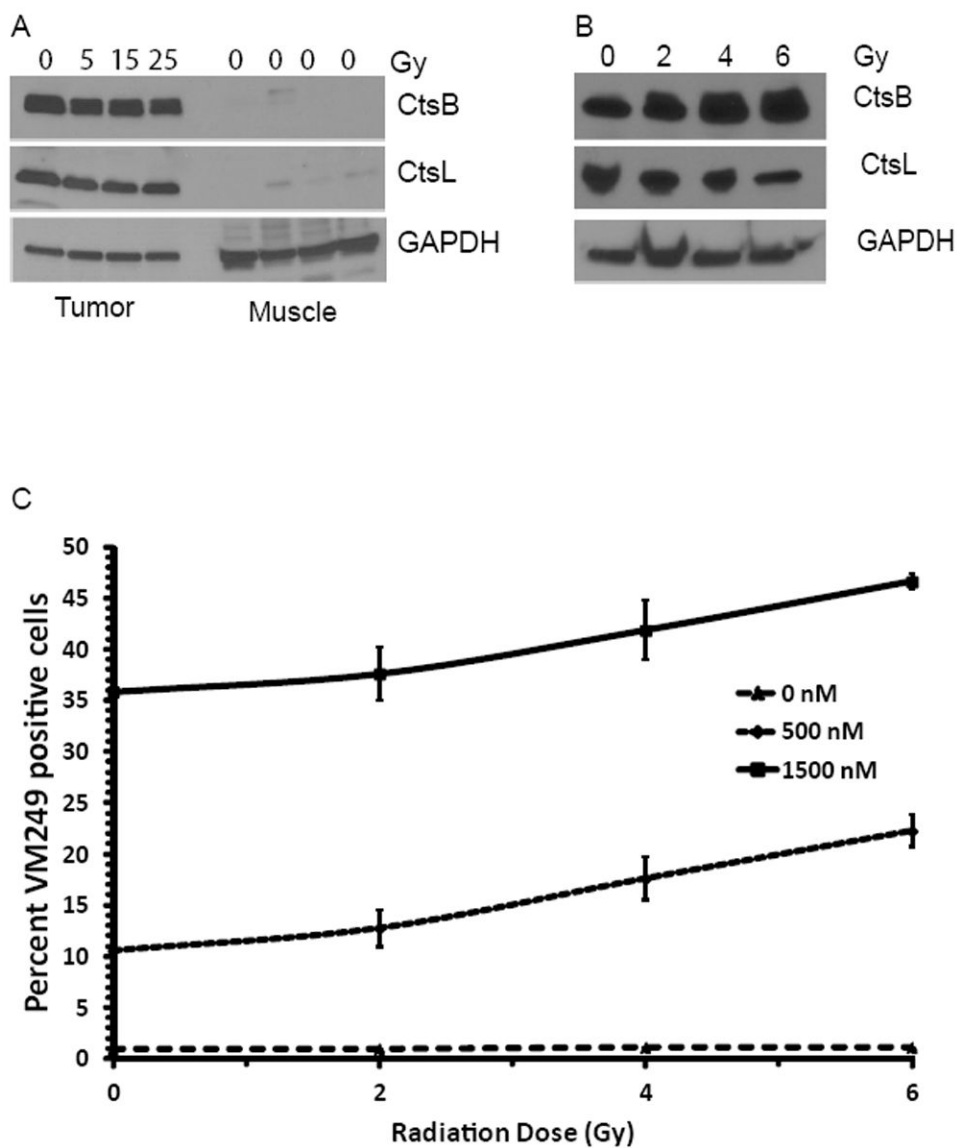 A
0 5 15 25 0 0 0 0 Gy
CtsB
CtsL
GAPDH
Tumor Muscle
B
0 2 4 6
Gy
CtsB
CtsL
GAPDH
C
Percent VM249 positive cells
50
45
40
35
30
25
20
15
10
5
0
0 nM
500 nM
1500 nM
0 2 4 6
Radiation Dose (Gy)